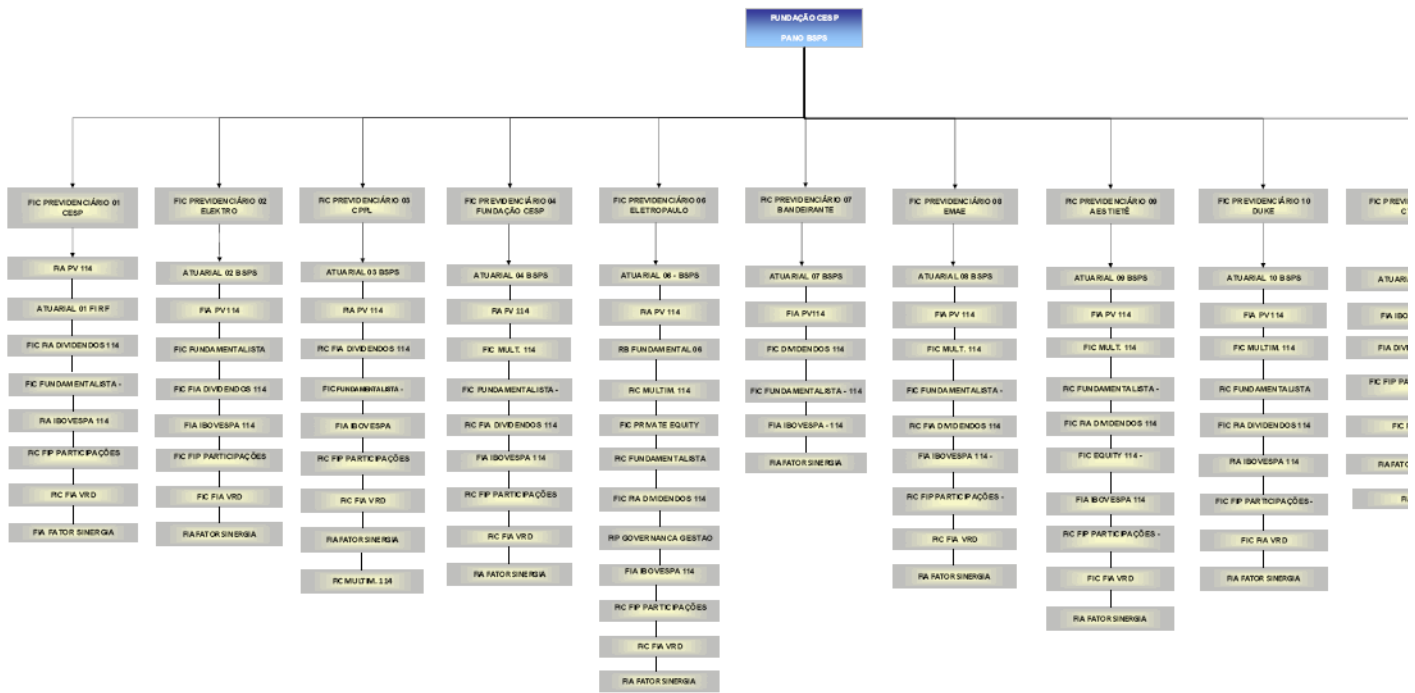 FUNDAÇÃO CESP
PANO BSPS
FIC PREVIDENCIÁRIO 01
CESP
FIA PV 114
ATUARIAL 01 FI RF
FIC FIA DIVIDENDOS 114
FIC FUNDAMENTALISTA -
FIA IBOVESPA 114
FIC FIP PARTICIPAÇÕES
FIC FIA VRD
FIA FATOR SINERGIA
FIC PREVIDENCIÁRIO 02
ELEKTRO
ATUARIAL 02 BSPS
FIA PV 114
FIC FUNDAMENTALISTA
FIC FIA DIVIDENDOS 114
FIA IBOVESPA 114
FIC FIP PARTICIPAÇÕES
FIC FIA VRD
FIA FATOR SINERGIA
FIC PREVIDENCIÁRIO 03
CPFL
ATUARIAL 03 BSPS
FIA PV 114
FIC FIA DIVIDENDOS 114
FIC FUNDAMENTALISTA -
FIA IBOVESPA
FIC FIP PARTICIPAÇÕES
FIC FIA VRD
FIA FATOR SINERGIA
FIC MULTIM. 114
FIC PREVIDENCIÁRIO 04
FUNDAÇÃO CESP
ATUARIAL 04 BSPS
FIA PV 114
FIC MULT. 114
FIC FUNDAMENTALISTA -
FIC FIA DIVIDENDOS 114
FIA IBOVESPA 114
FIC FIP PARTICIPAÇÕES
FIC FIA VRD
FIA FATOR SINERGIA
FIC PREVIDENCIÁRIO 06
ELETROPAULO
ATUARIAL 06 - BSPS
FIA PV 114
FIB FUNDAMENTAL 06
FIC MULTIM. 114
FIC PRIVATE EQUITY
FIC FUNDAMENTALISTA
FIC FIA DIVIDENDOS 114
FIP GOVERNANCA GESTAO
FIA IBOVESPA 114
FIC FIP PARTICIPAÇÕES
FIC FIA VRD
FIA FATOR SINERGIA
FIC PREVIDENCIÁRIO 07
BANDEIRANTE
ATUARIAL 07 BSPS
FIA PV114
FIC DIVIDENDOS 114
FIC FUNDAMENTALISTA - 114
FIA IBOVESPA - 114
FIA FATOR SINERGIA
FIC PREVIDENCIÁRIO 08
EMAE
ATUARIAL 08 BSPS
FIA PV 114
FIC MULT. 114
FIC FUNDAMENTALISTA -
FIC FIA DIVIDENDOS 114
FIA IBOVESPA 114 -
FIC FIP PARTICIPAÇÕES -
FIC FIA VRD
FIA FATOR SINERGIA
FIC PREVIDENCIÁRIO 09
AES TIETÊ
ATUARIAL 09 BSPS
FIA PV 114
FIC MULT. 114
FIC FUNDAMENTALISTA -
FIC FIA DIVIDENDOS 114
FIC EQUITY 114 -
FIA IBOVESPA 114
FIC FIP PARTICIPAÇÕES -
FIC FIA VRD
FIA FATOR SINERGIA
FIC PREVIDENCIÁRIO 10
DUKE
ATUARIAL 10 BSPS
FIA PV 114
FIC MULTIM. 114
FIC FUNDAMENTALISTA
FIC FIA DIVIDENDOS 114
FIA IBOVESPA 114
FIC FIP PARTICIPAÇÕES -
FIC FIA VRD
FIA FATOR SINERGIA